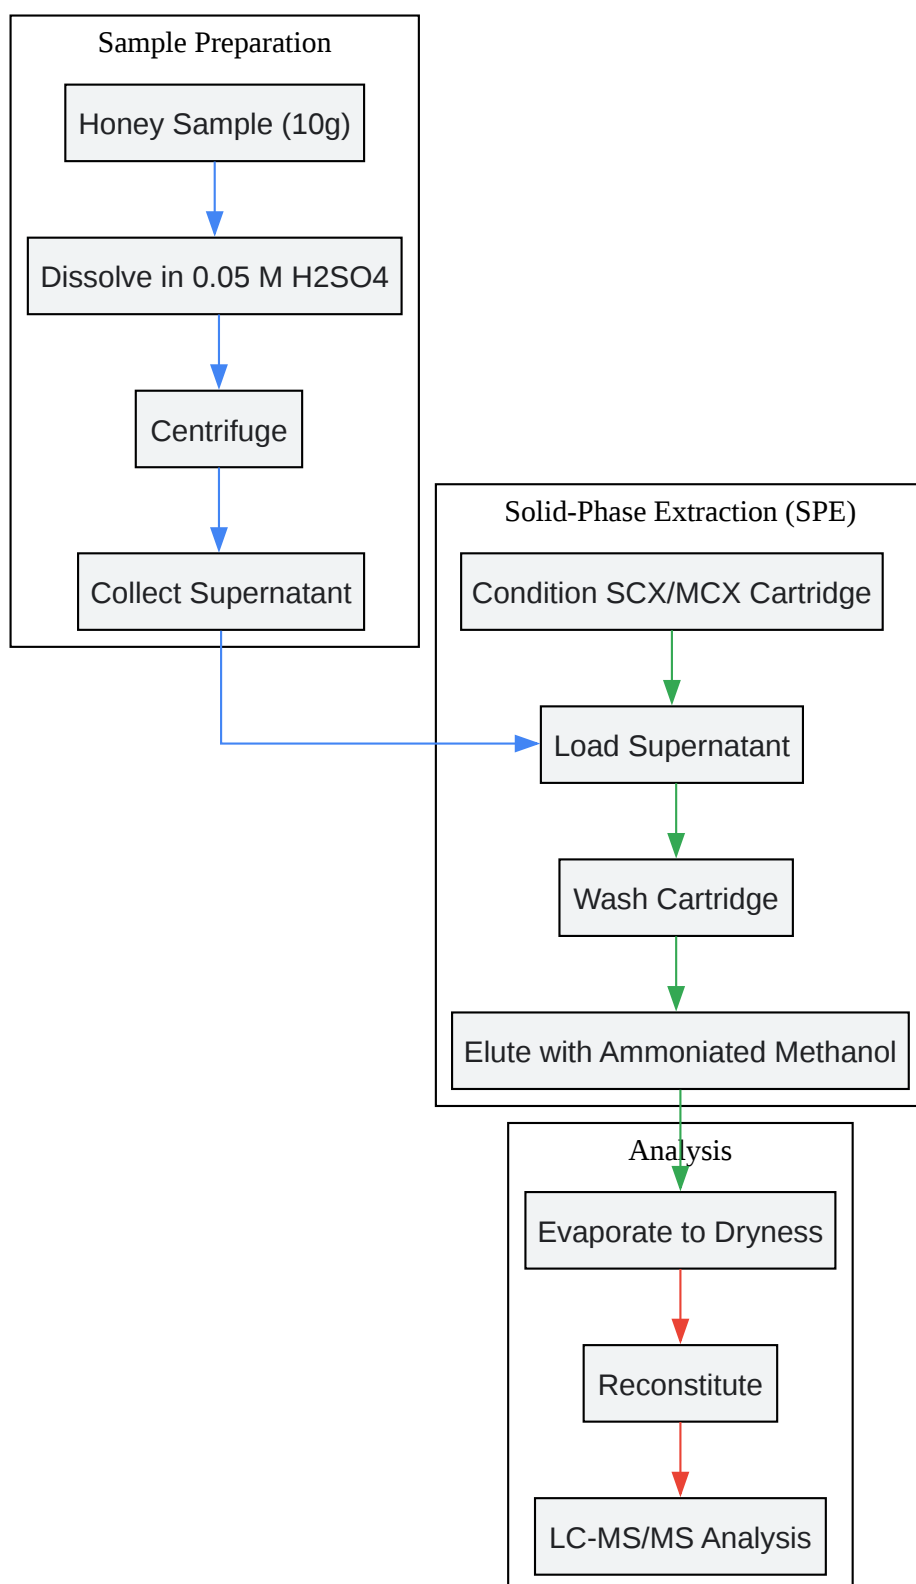 Sample Preparation
Honey Sample (10g)
Dissolve in 0.05 M H2SO4
Centrifuge
Collect Supernatant
Solid-Phase Extraction (SPE)
Condition SCX/MCX Cartridge
Load Supernatant
Wash Cartridge
Elute with Ammoniated Methanol
Analysis
Evaporate to Dryness
Reconstitute
LC-MS/MS Analysis